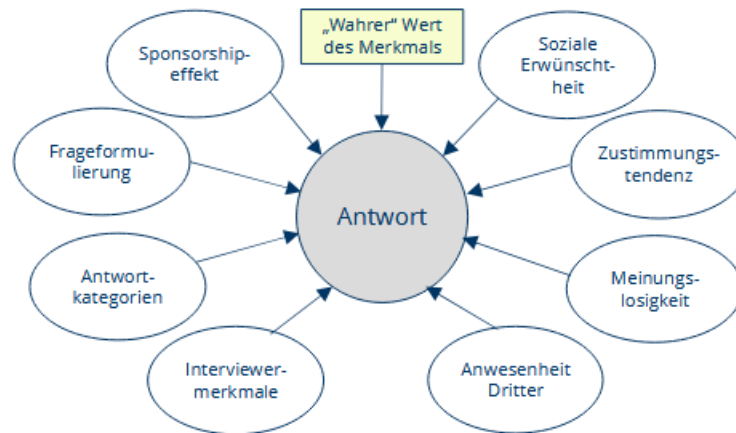 „Wahrer“ Wert
des Merkmals
Sponsorship-
effekt
Soziale
Erwünscht-
heit
Frageformu-
lierung
Zustimmungs-
tendenz
Antwort
Antwort-
kategorien
Meinungs-
losigkeit
Interviewer-
merkmale
Anwesenheit
Dritter